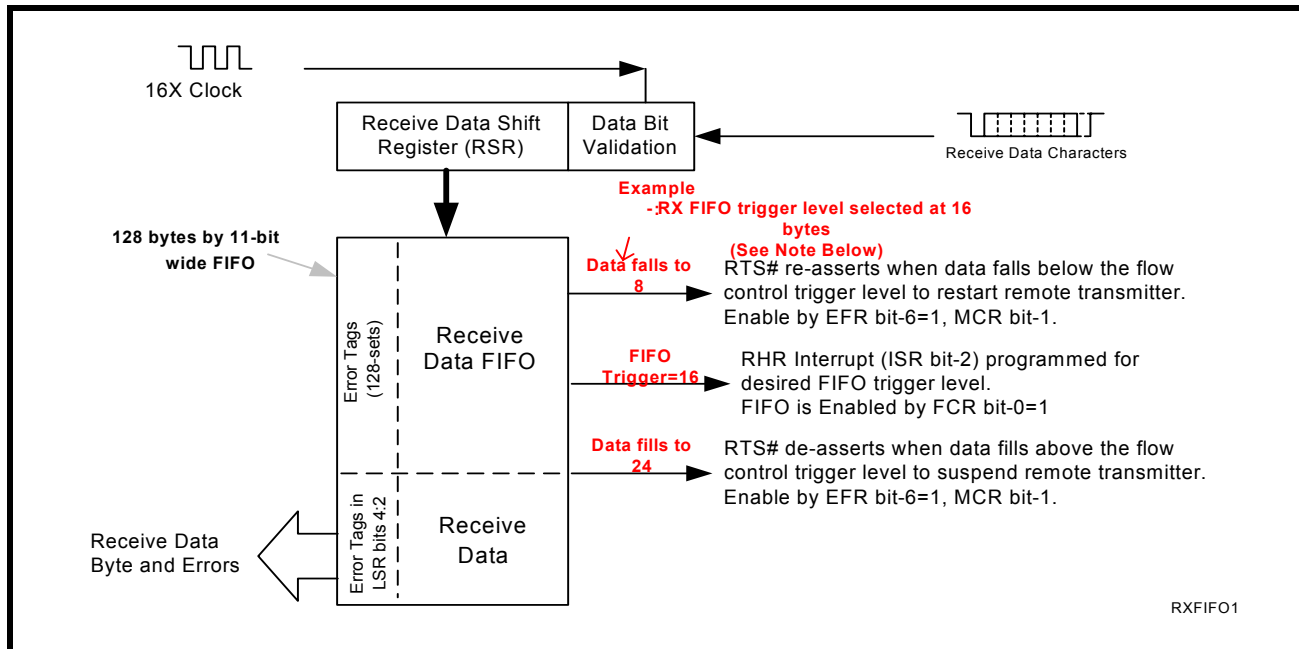 16X Clock
Receive Data Shift
Register (RSR)
Data Bit
Validation
Receive Data Characters
Example
-:RX FIFO trigger level selected at 16
bytes
(See Note Below)
128 bytes by 11-bit
wide FIFO
Error Tags
(128-sets)
Receive
Data FIFO
Data falls to
8
RTS# re-asserts when data falls below the flow
control trigger level to restart remote transmitter.
Enable by EFR bit-6=1, MCR bit-1.
FIFO
Trigger=16
RHR Interrupt (ISR bit-2) programmed for
desired FIFO trigger level.
FIFO is Enabled by FCR bit-0=1
Data fills to
24
RTS# de-asserts when data fills above the flow
control trigger level to suspend remote transmitter.
Enable by EFR bit-6=1, MCR bit-1.
Error Tags in
LSR bits 4:2
Receive
Data
Receive Data
Byte and Errors
RXFIFO1